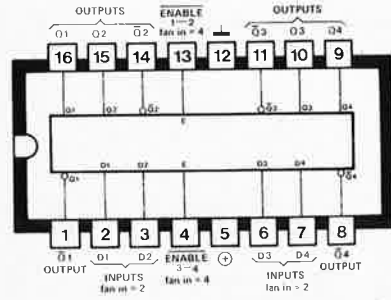 OUTPUTS
ENABLE
OUTPUTS
Q1 Q2 Q̅2
1—2
Q̅3 Q3 Q4
fan in = 4
16 15 14 13 12 11 10 9
Q1 Q2 Q̅2 E Q̅3 Q3 Q4
Q̅1 D1 D2 E D3 D4 Q̅4
1 2 3 4 5 6 7 8
Q̅1 D1 D2 ENABLE + D3 D4 Q̅4
OUTPUT INPUTS 3—4 INPUTS OUTPUT
fan in = 2 fan in = 4 fan in = 2